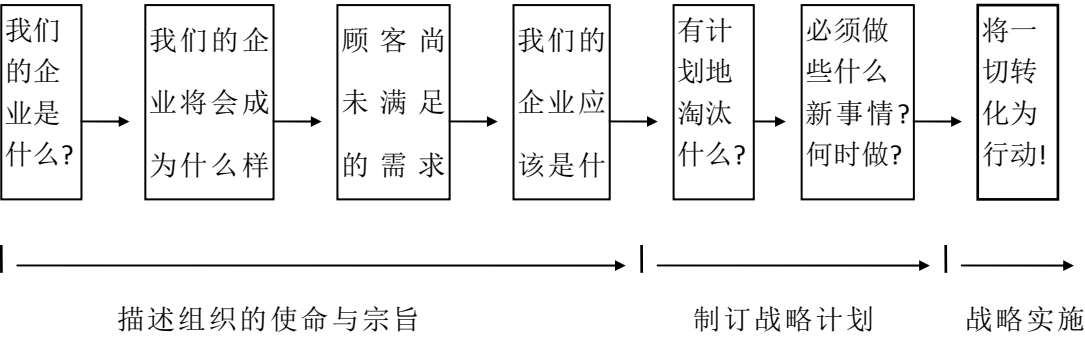 我们
的企
业是
什么?
我们的企
业将会成
为什么样
顾客尚
未满足
的需求
我们的
企业应
该是什
有计
划地
淘汰
什么?
必须做
些什么
新事情?
何时做?
将一
切转
化为
行动!
描述组织的使命与宗旨
制订战略计划
战略实施